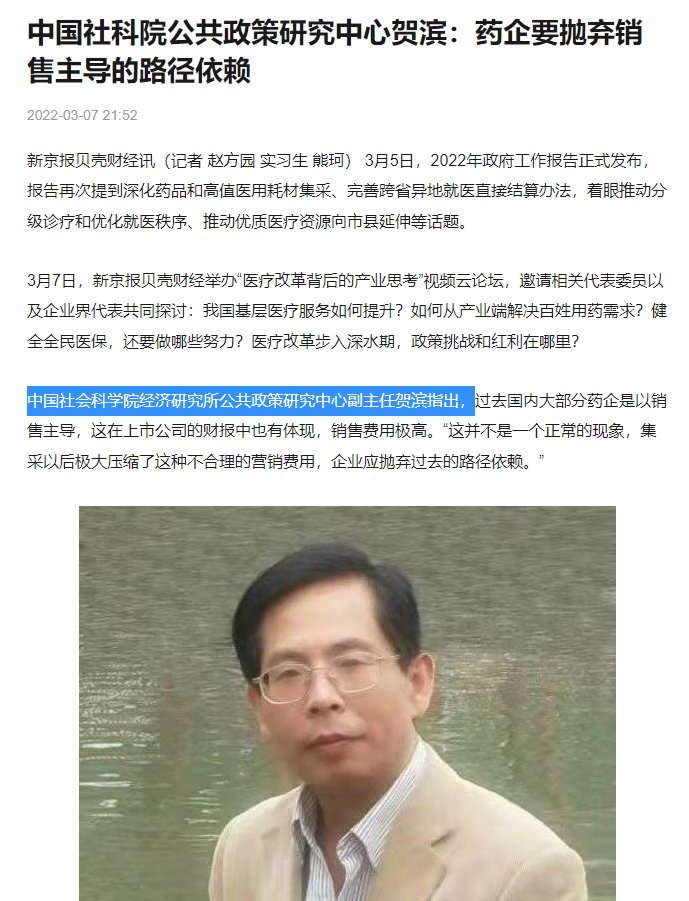 中国社科院公共政策研究中心贺滨：药企要抛弃销
售主导的路径依赖
2022-03-07 21:52
新京报贝壳财经讯（记者 赵方园 实习生 熊珂） 3月5日，2022年政府工作报告正式发布，
报告再次提到深化药品和高值医用耗材集采、完善跨省异地就医直接结算办法，着眼推动分
级诊疗和优化就医秩序、推动优质医疗资源向市县延伸等话题。
3月7日，新京报贝壳财经举办“医疗改革背后的产业思考”视频云论坛，邀请相关代表委员以
及企业界代表共同探讨：我国基层医疗服务如何提升？如何从产业端解决百姓用药需求？健
全全民医保，还要做哪些努力？医疗改革步入深水期，政策挑战和红利在哪里？
中国社会科学院经济研究所公共政策研究中心副主任贺滨指出，过去国内大部分药企是以销
售主导，这在上市公司的财报中也有体现，销售费用极高。“这并不是一个正常的现象，集
采以后极大压缩了这种不合理的营销费用，企业应抛弃过去的路径依赖。”